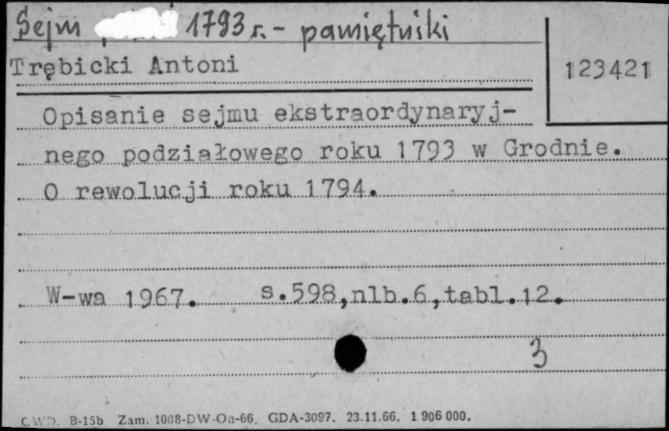 Sejm 1793 r. - pamiętniki
Trębicki Antoni
123421
Opisanie sejmu ekstraordynaryj-
nego podziałowego roku 1793 w Grodnie.
O rewolucji roku 1794.
W-wa 1967. s.598,nlb.6,tabl.12.
3
CWD. B-15b Zam. 1008-DW-On-66. GDA-3097. 23.11.66. 1 906 000.